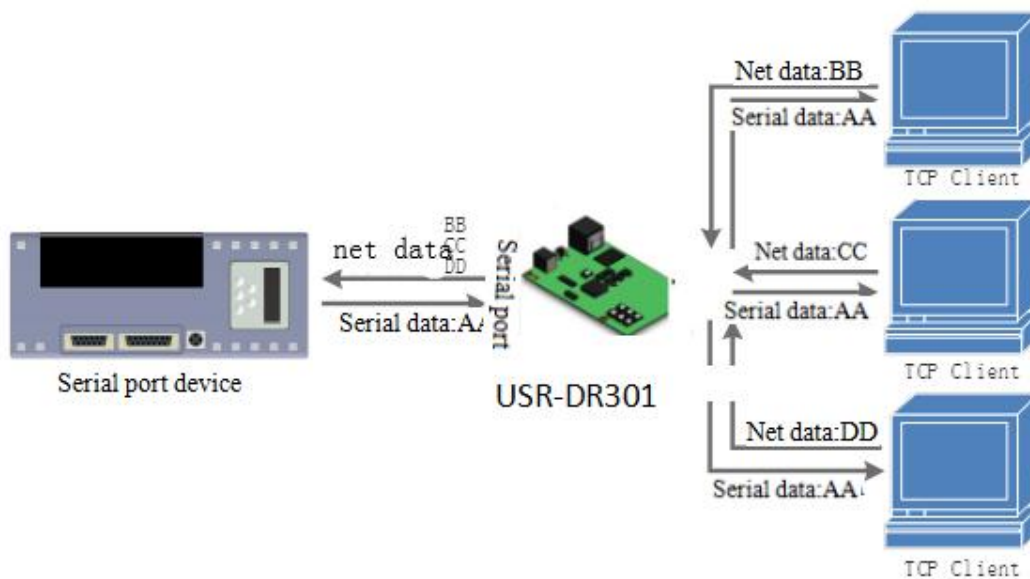 Net data:BB
Serial data:AA
TCP Client
BB
CC
DD
net data
Serial data:AA
Serial port
Serial port device
USR-DR301
Net data:CC
Serial data:AA
TCP Client
Net data:DD
Serial data:AA
TCP Client